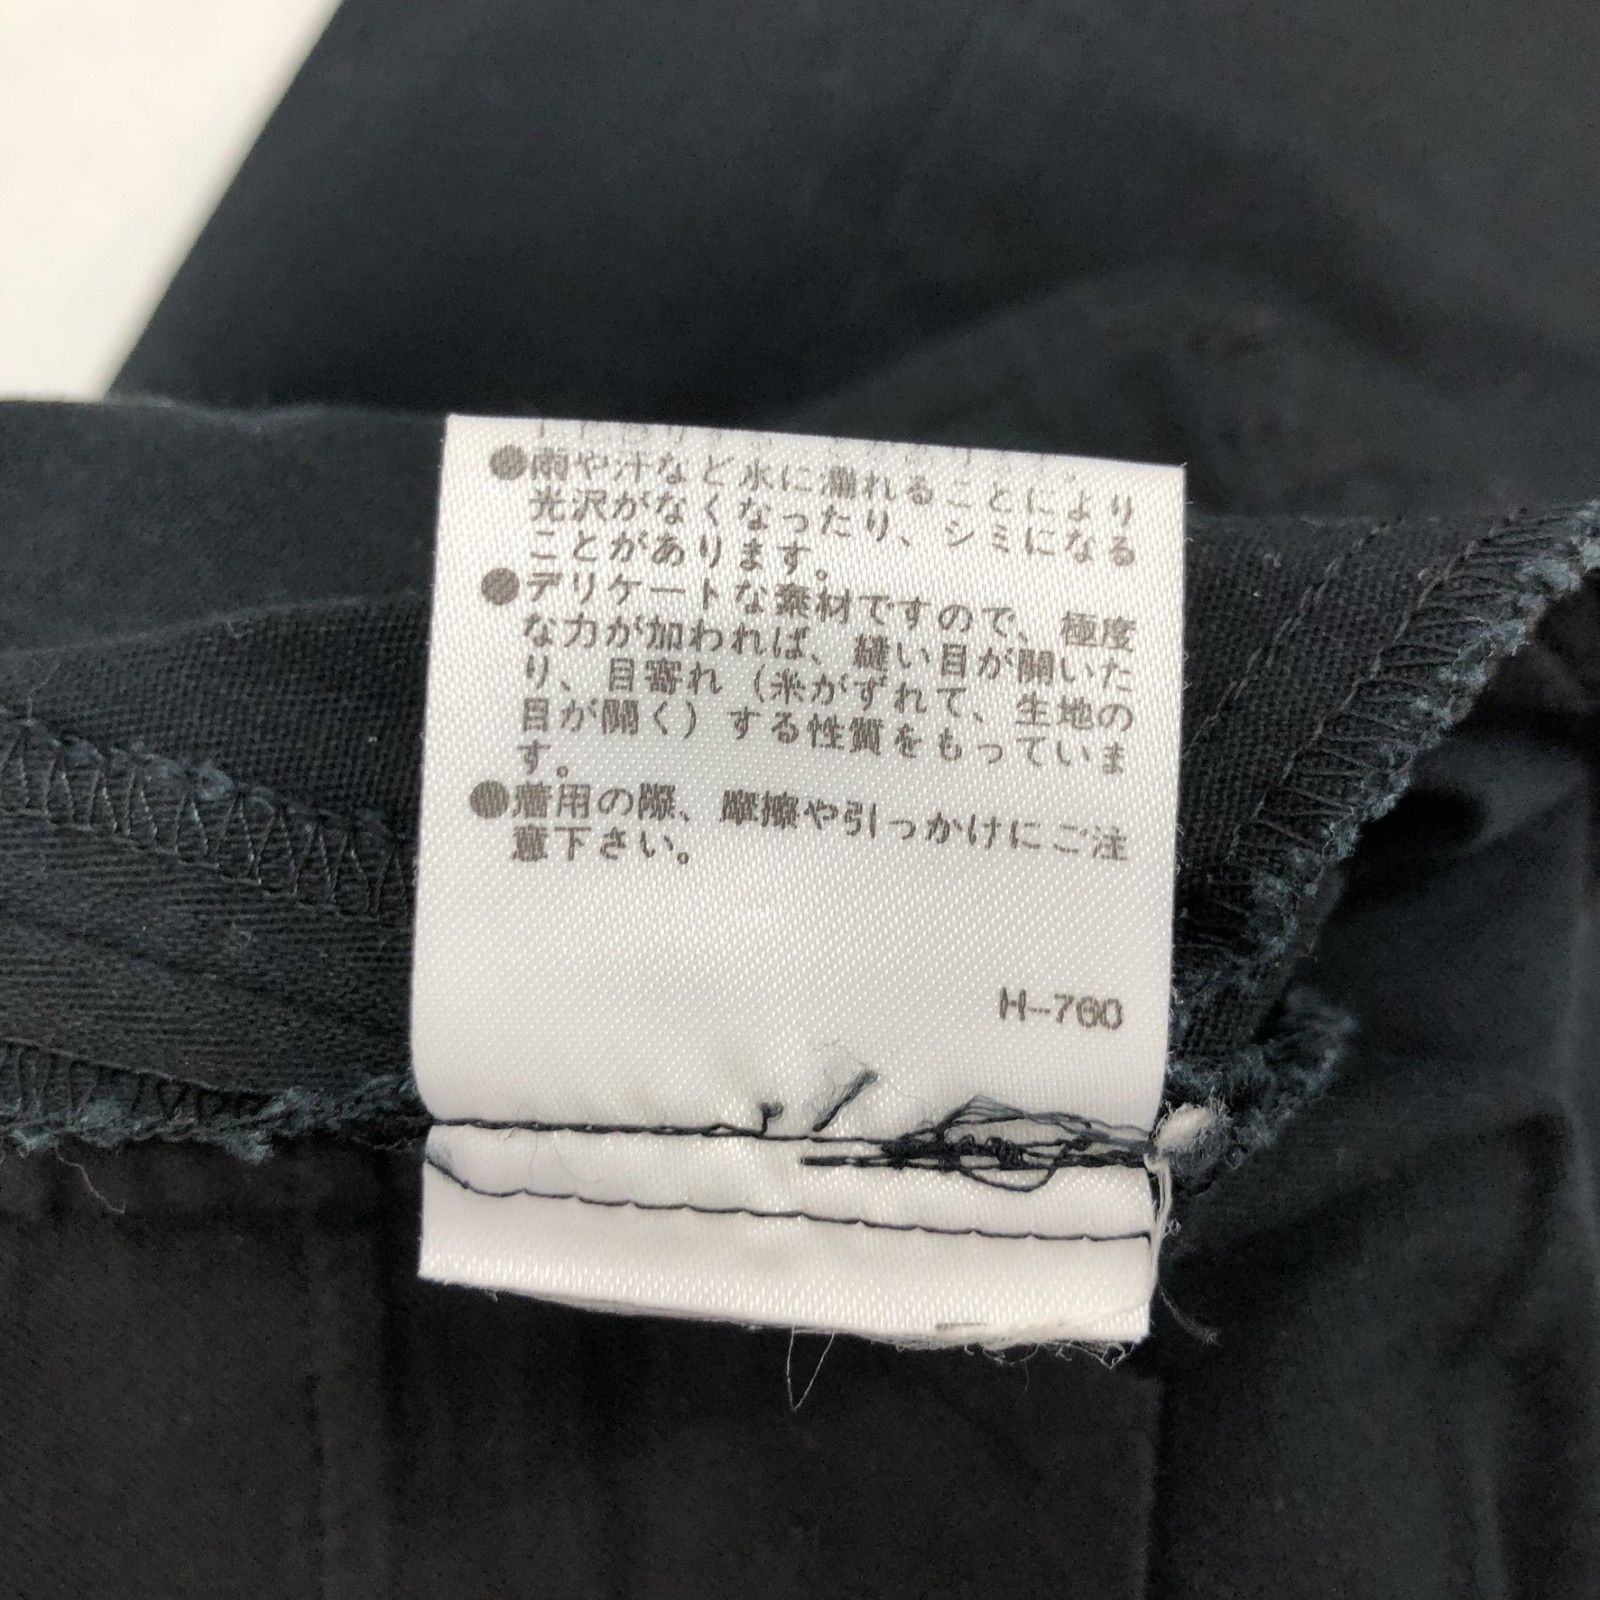 ●雨や汗など水に濡れることにより
光沢がなくなったり、シミになる
ことがあります。
●デリケートな素材ですので、極度
な力が加われば、縫い目が開いた
り、目寄れ（糸がずれて、生地の
目が開く）する性質をもっていま
す。
●着用の際、摩擦や引っかけにご注
意下さい。
H-760